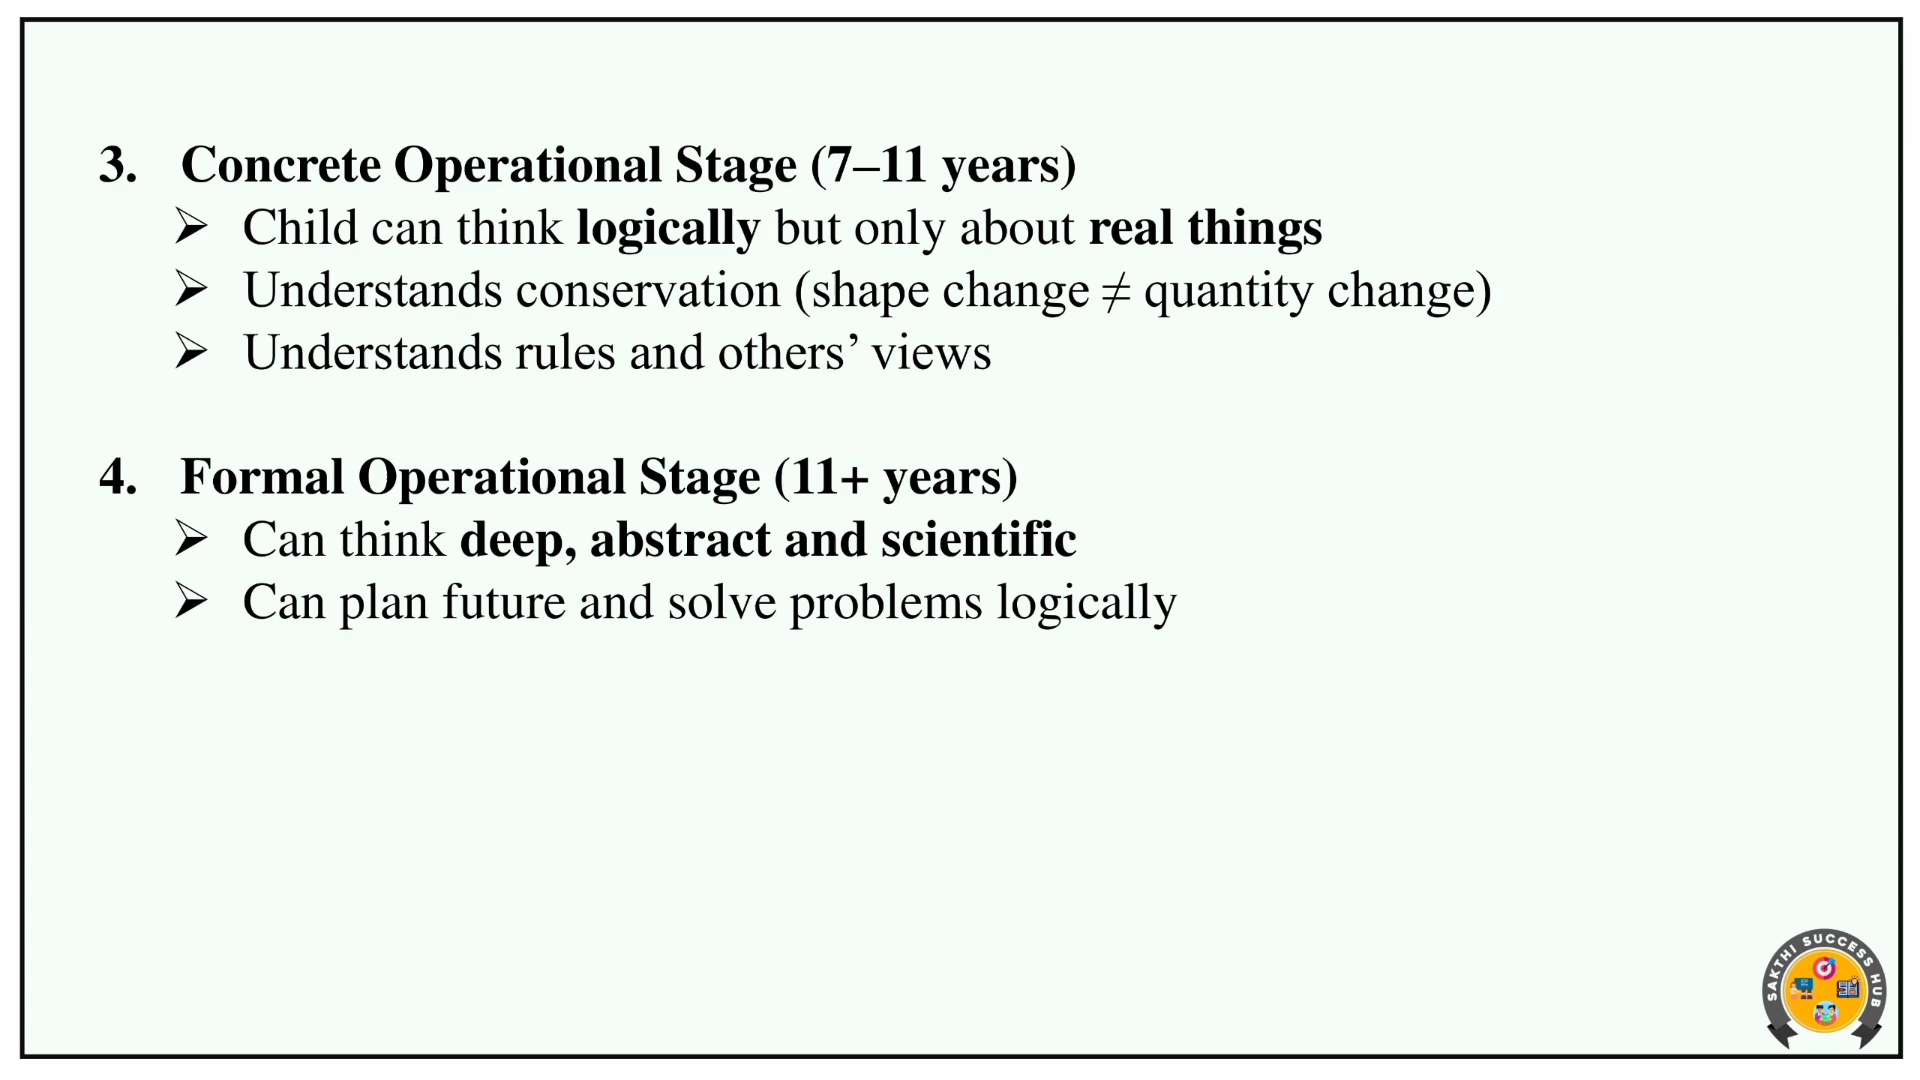 3. Concrete Operational Stage (7–11 years)
➢ Child can think logically but only about real things
➢ Understands conservation (shape change ≠ quantity change)
➢ Understands rules and others’ views
4. Formal Operational Stage (11+ years)
➢ Can think deep, abstract and scientific
➢ Can plan future and solve problems logically
SAKTHI SUCCESS HUB